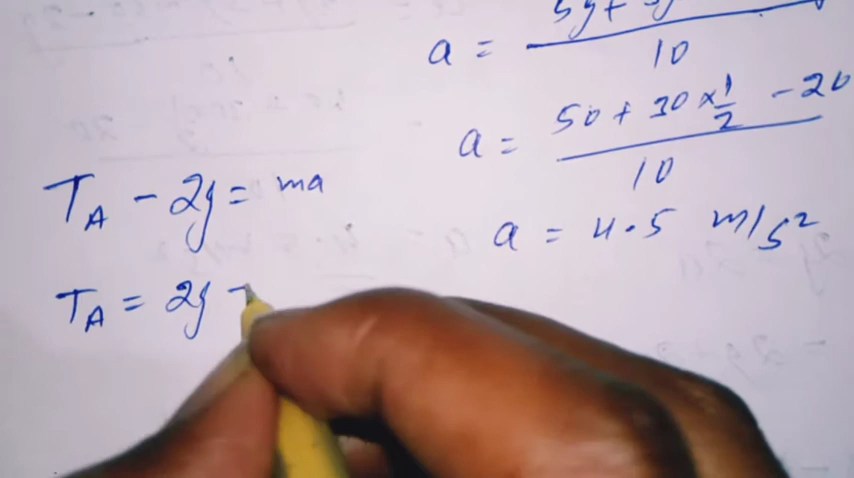 a =
10
a = 50 + 30 × 1/2 - 20
10
a = 4.5 m/s²
T_A - 2g = ma
T_A = 2g